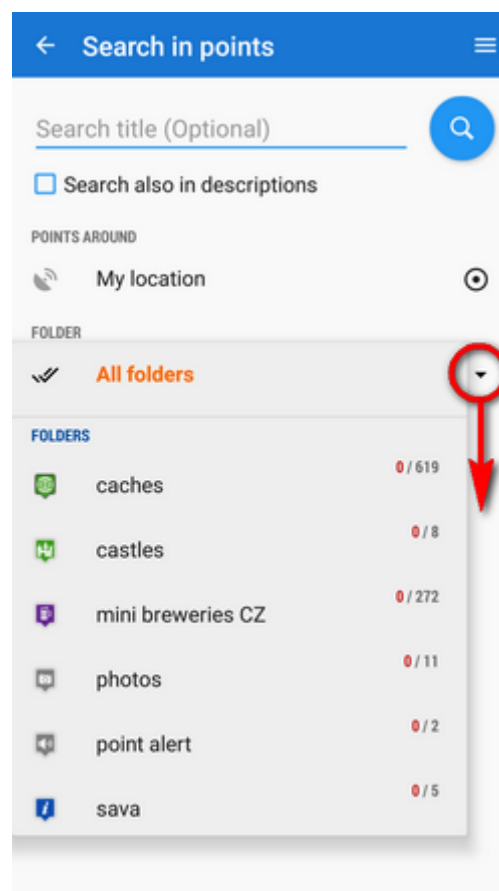 Search in points
Search title (Optional)
Search also in descriptions
POINTS AROUND
My location
FOLDER
All folders
FOLDERS
caches 0 / 619
castles 0 / 8
mini breweries CZ 0 / 272
photos 0 / 11
point alert 0 / 2
sava 0 / 5